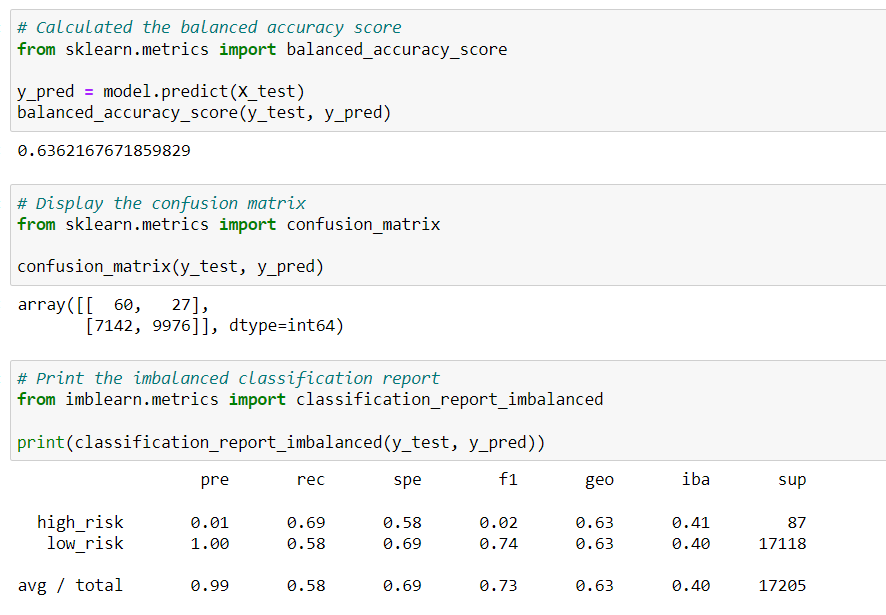 # Calculated the balanced accuracy score
from sklearn.metrics import balanced_accuracy_score
y_pred = model.predict(X_test)
balanced_accuracy_score(y_test, y_pred)
0.6362167671859829
# Display the confusion matrix
from sklearn.metrics import confusion_matrix
confusion_matrix(y_test, y_pred)
array([[  60,   27],
       [7142, 9976]], dtype=int64)
# Print the imbalanced classification report
from imblearn.metrics import classification_report_imbalanced
print(classification_report_imbalanced(y_test, y_pred))
pre rec spe f1 geo iba sup
high_risk 0.01 0.69 0.58 0.02 0.63 0.41 87
low_risk 1.00 0.58 0.69 0.74 0.63 0.40 17118
avg / total 0.99 0.58 0.69 0.73 0.63 0.40 17205